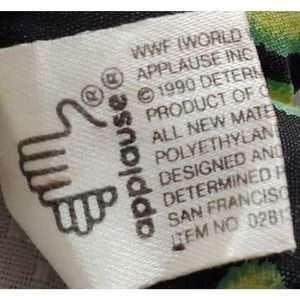 applause®
®
WWF (WORLD
APPLAUSE INC
©1990 DETERM
PRODUCT OF
ALL NEW MATE
POLYETHYLAN
DESIGNED AND
DETERMINED P
SAN FRANCISC
ITEM NO 02812